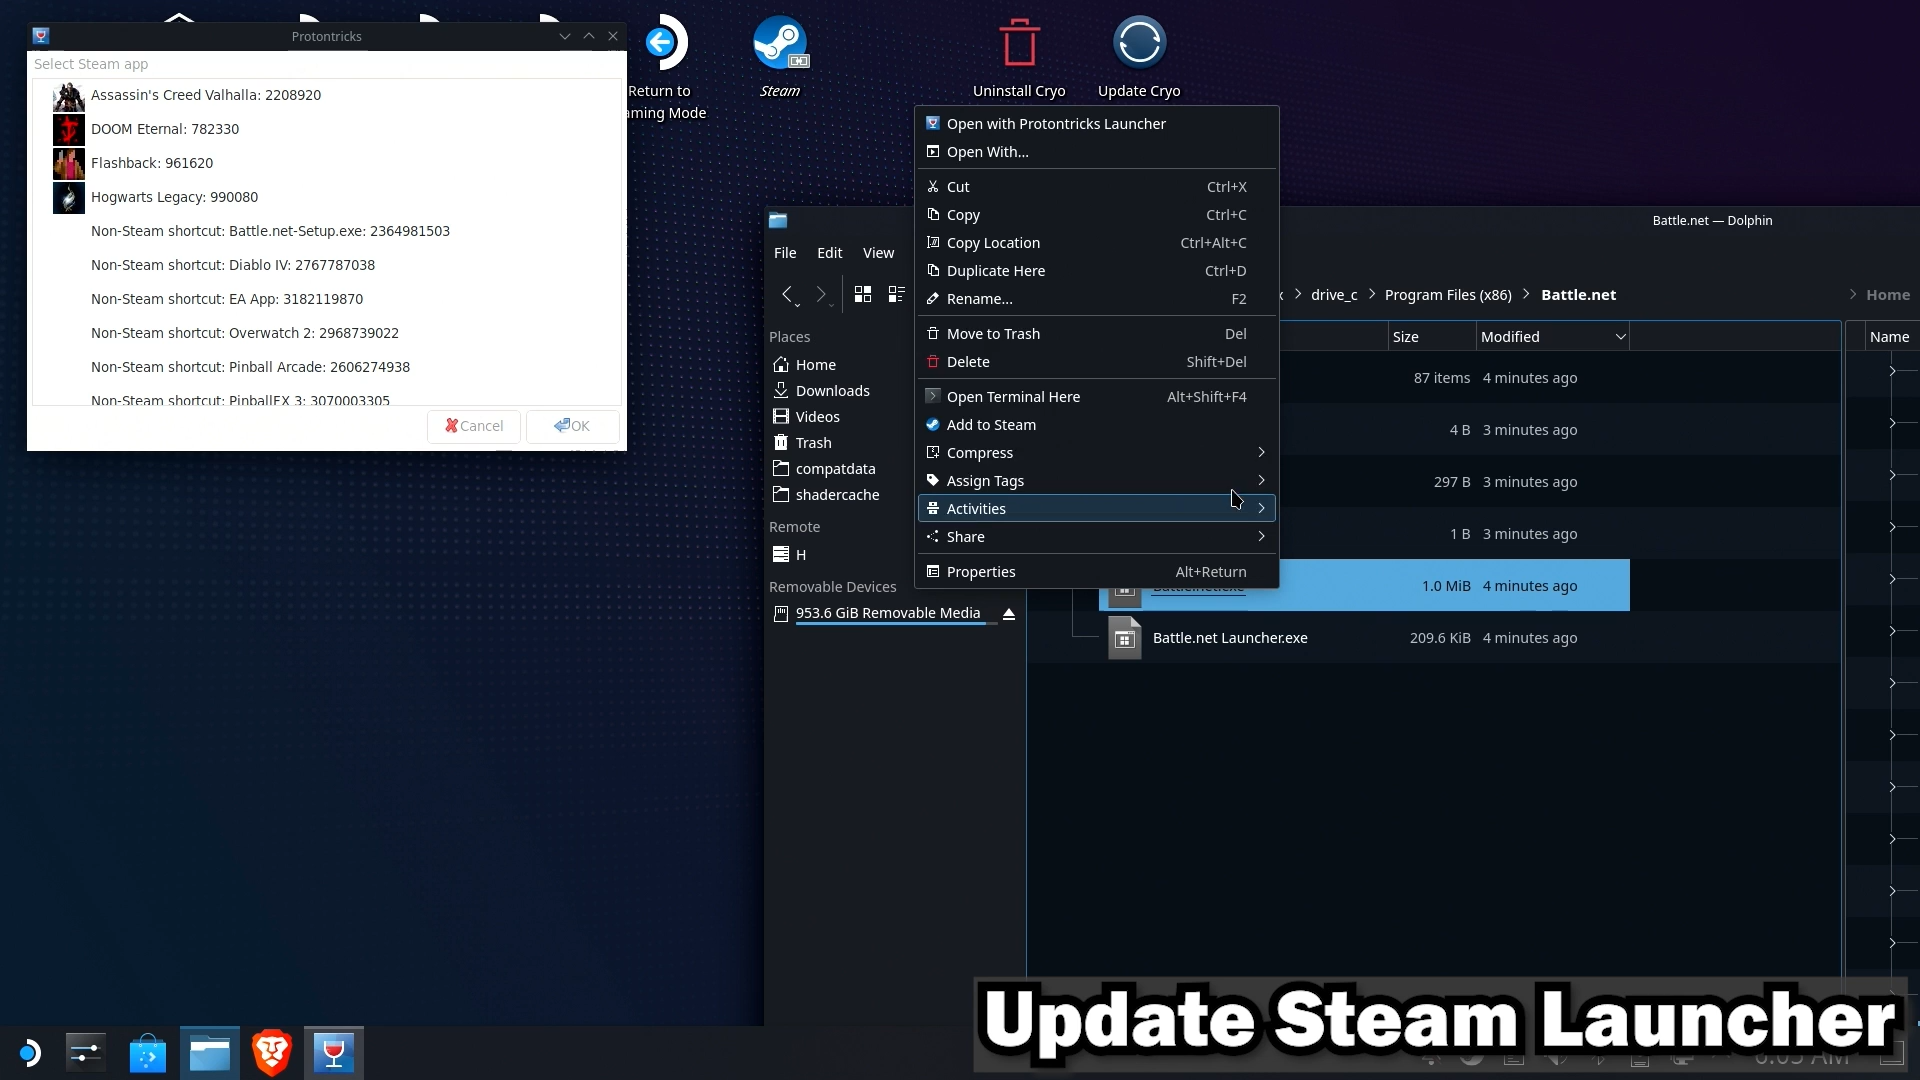 Protontricks
Select Steam app
Assassin's Creed Valhalla: 2208920
DOOM Eternal: 782330
Flashback: 961620
Hogwarts Legacy: 990080
Non-Steam shortcut: Battle.net-Setup.exe: 2364981503
Non-Steam shortcut: Diablo IV: 2767787038
Non-Steam shortcut: EA App: 3182119870
Non-Steam shortcut: Overwatch 2: 2968739022
Non-Steam shortcut: Pinball Arcade: 2606274938
Non-Steam shortcut: PinballFX 3: 3070003305
Cancel
OK
Return to
aming Mode
Steam
Uninstall Cryo
Update Cryo
Open with Protontricks Launcher
Open With...
Cut Ctrl+X
Copy Ctrl+C
Copy Location Ctrl+Alt+C
Duplicate Here Ctrl+D
Rename... F2
Move to Trash Del
Delete Shift+Del
Open Terminal Here Alt+Shift+F4
Add to Steam
Compress
Assign Tags
Activities
Share
Properties Alt+Return
Battle.net — Dolphin
File Edit View
x > drive_c > Program Files (x86) > Battle.net
> Home
Places
Home
Downloads
Videos
Trash
compatdata
shadercache
Remote
H
Removable Devices
953.6 GiB Removable Media
Size Modified
Name
87 items 4 minutes ago
4 B 3 minutes ago
297 B 3 minutes ago
1 B 3 minutes ago
1.0 MiB 4 minutes ago
Battle.net Launcher.exe 209.6 KiB 4 minutes ago
Update Steam Launcher